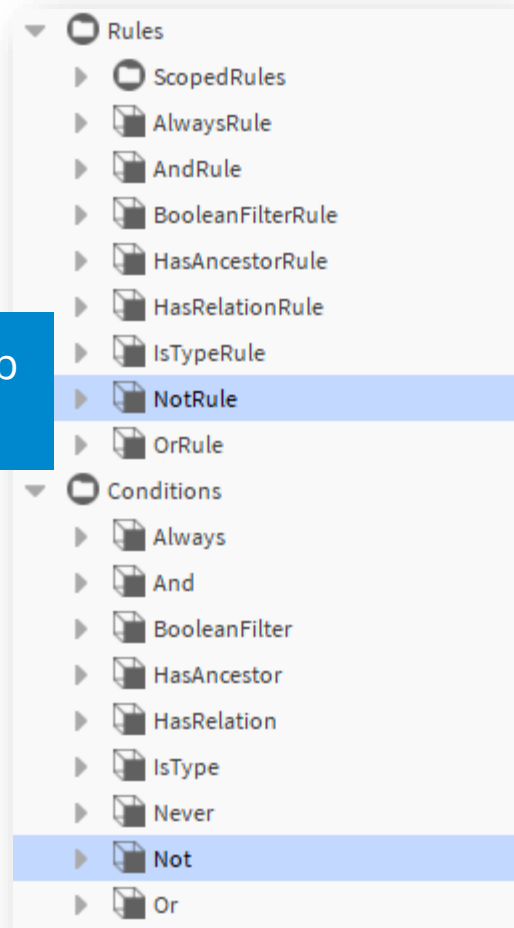 Rules
ScopedRules
AlwaysRule
AndRule
BooleanFilterRule
HasAncestorRule
HasRelationRule
IsTypeRule
NotRule
OrRule
Conditions
Always
And
BooleanFilter
HasAncestor
HasRelation
IsType
Never
Not
Or